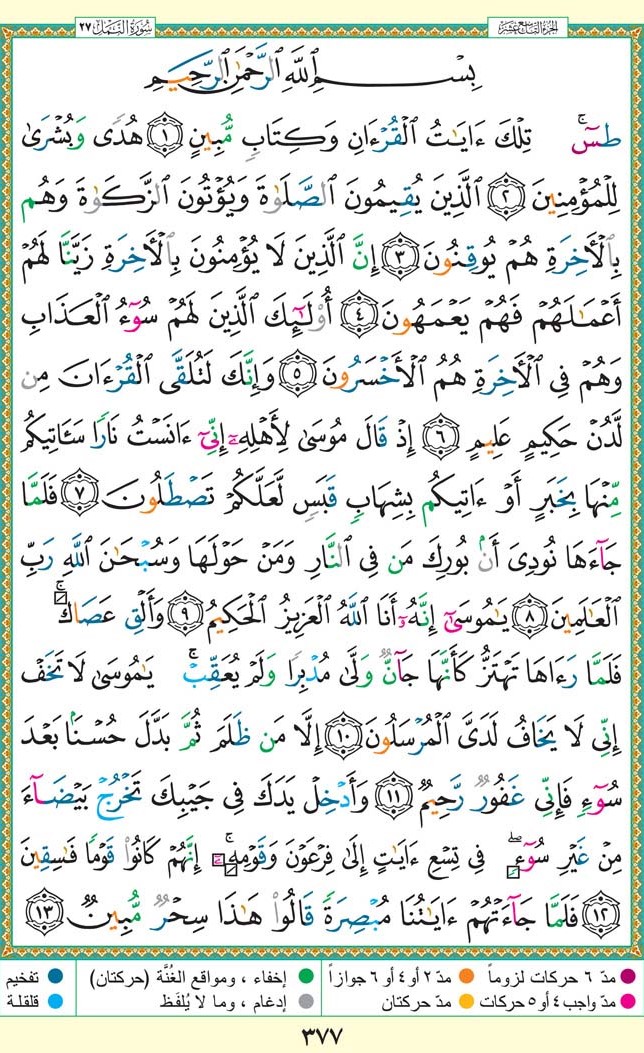 الجزء التاسع عشر
سورة النمل ٢٧
بِسْمِ ٱللَّهِ ٱلرَّحْمَٰنِ ٱلرَّحِيمِ
طسٓ ۚ تِلْكَ ءَايَٰتُ ٱلْقُرْءَانِ وَكِتَابٍ مُّبِينٍ ١ هُدًى وَبُشْرَىٰ
لِلْمُؤْمِنِينَ ٢ ٱلَّذِينَ يُقِيمُونَ ٱلصَّلَوٰةَ وَيُؤْتُونَ ٱلزَّكَوٰةَ وَهُم
بِٱلْءَاخِرَةِ هُمْ يُوقِنُونَ ٣ إِنَّ ٱلَّذِينَ لَا يُؤْمِنُونَ بِٱلْءَاخِرَةِ زَيَّنَّا لَهُمْ
أَعْمَٰلَهُمْ فَهُمْ يَعْمَهُونَ ٤ أُو۟لَٰٓئِكَ ٱلَّذِينَ لَهُمْ سُوٓءُ ٱلْعَذَابِ
وَهُمْ فِى ٱلْءَاخِرَةِ هُمُ ٱلْأَخْسَرُونَ ٥ وَإِنَّكَ لَتُلَقَّى ٱلْقُرْءَانَ مِن
لَّدُنْ حَكِيمٍ عَلِيمٍ ٦ إِذْ قَالَ مُوسَىٰ لِأَهْلِهِۦٓ إِنِّىٓ ءَانَسْتُ نَارًا سَـَٔاتِيكُم
مِّنْهَا بِخَبَرٍ أَوْ ءَاتِيكُم بِشِهَابٍ قَبَسٍ لَّعَلَّكُمْ تَصْطَلُونَ ٧ فَلَمَّا
جَآءَهَا نُودِىَ أَنۢ بُورِكَ مَن فِى ٱلنَّارِ وَمَنْ حَوْلَهَا وَسُبْحَٰنَ ٱللَّهِ رَبِّ
ٱلْعَٰلَمِينَ ٨ يَٰمُوسَىٰٓ إِنَّهُۥٓ أَنَا ٱللَّهُ ٱلْعَزِيزُ ٱلْحَكِيمُ ٩ وَأَلْقِ عَصَاكَ ۚ
فَلَمَّا رَءَاهَا تَهْتَزُّ كَأَنَّهَا جَآنٌّ وَلَّىٰ مُدْبِرًا وَلَمْ يُعَقِّبْ ۚ يَٰمُوسَىٰ لَا تَخَفْ
إِنِّى لَا يَخَافُ لَدَىَّ ٱلْمُرْسَلُونَ ١٠ إِلَّا مَن ظَلَمَ ثُمَّ بَدَّلَ حُسْنًۢا بَعْدَ
سُوٓءٍ فَإِنِّى غَفُورٌ رَّحِيمٌ ١١ وَأَدْخِلْ يَدَكَ فِى جَيْبِكَ تَخْرُجْ بَيْضَآءَ
مِنْ غَيْرِ سُوٓءٍ ۖ فِى تِسْعِ ءَايَٰتٍ إِلَىٰ فِرْعَوْنَ وَقَوْمِهِۦٓ ۚ إِنَّهُمْ كَانُوا۟ قَوْمًا فَٰسِقِينَ
١٢ فَلَمَّا جَآءَتْهُمْ ءَايَٰتُنَا مُبْصِرَةً قَالُوا۟ هَٰذَا سِحْرٌ مُّبِينٌ ١٣
مدّ ٦ حركات لزوماً مدّ ٢ أو ٤ أو ٦ جوازاً إخفاء ، ومواقع الغُنَّة (حركتان) تفخيم
مدّ واجب ٤ أو ٥ حركات مدّ حركتان إدغام ، وما لا يُلفَظ قلقلة
٣٧٧